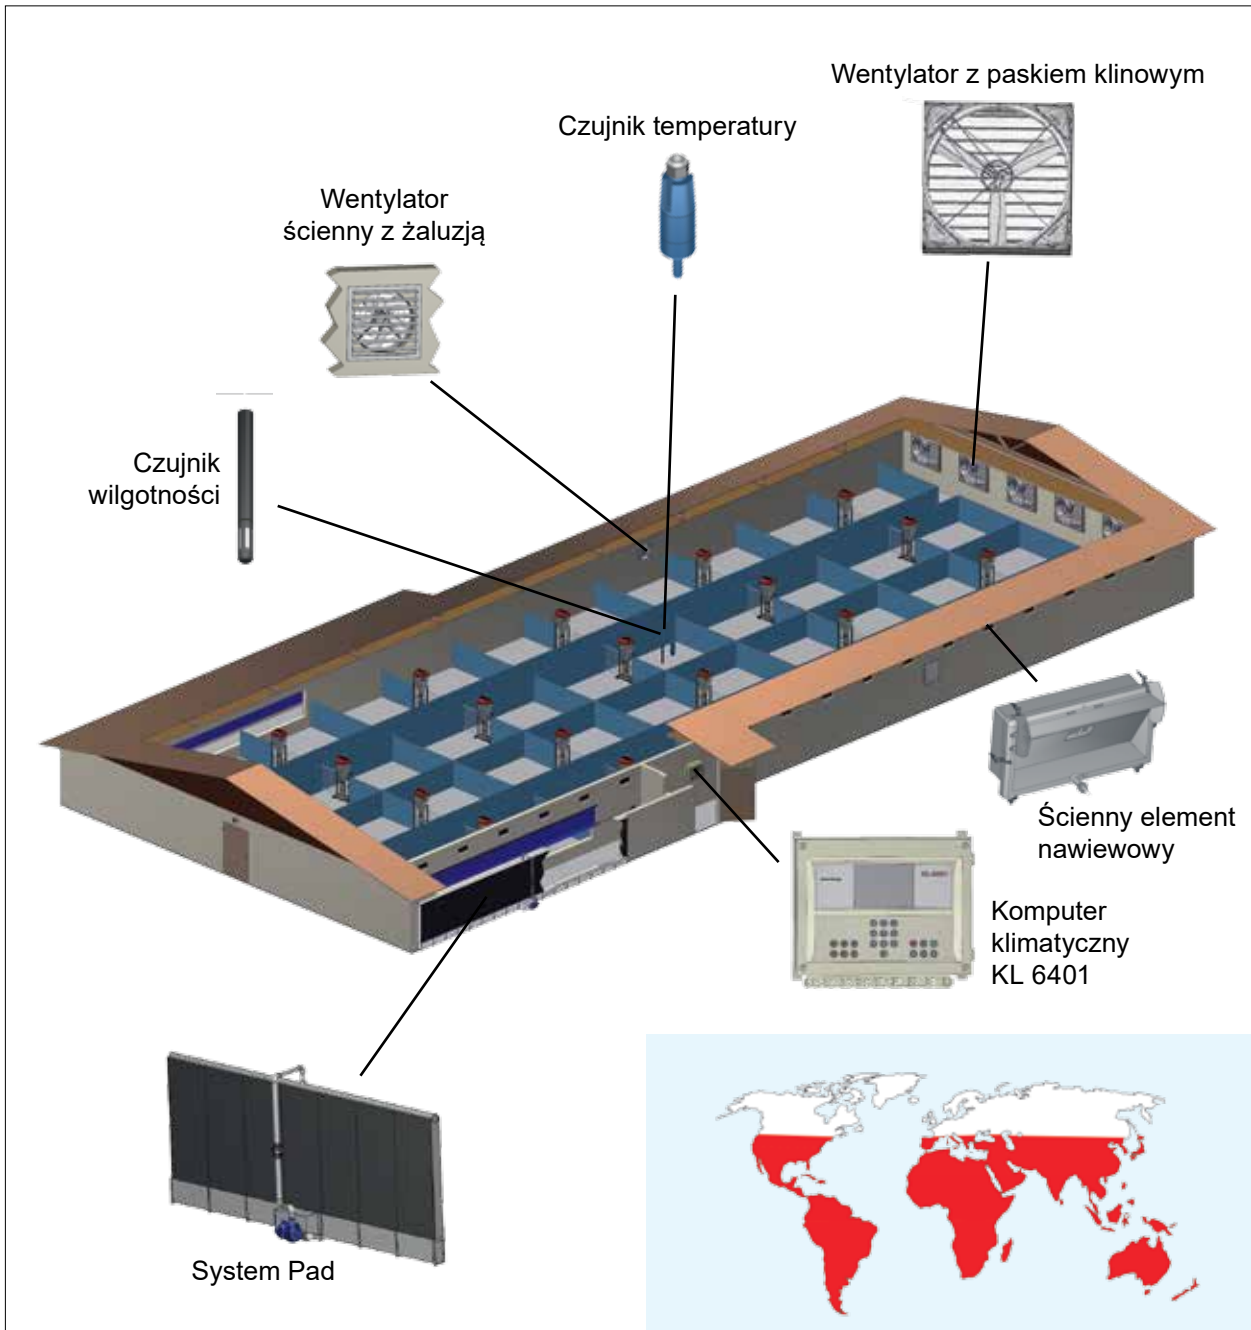 Wentylator z paskiem klinowym
Czujnik temperatury
Wentylator
ścienny z żaluzją
Czujnik
wilgotności
Ścienny element
nawiewowy
Komputer
klimatyczny
KL 6401
System Pad